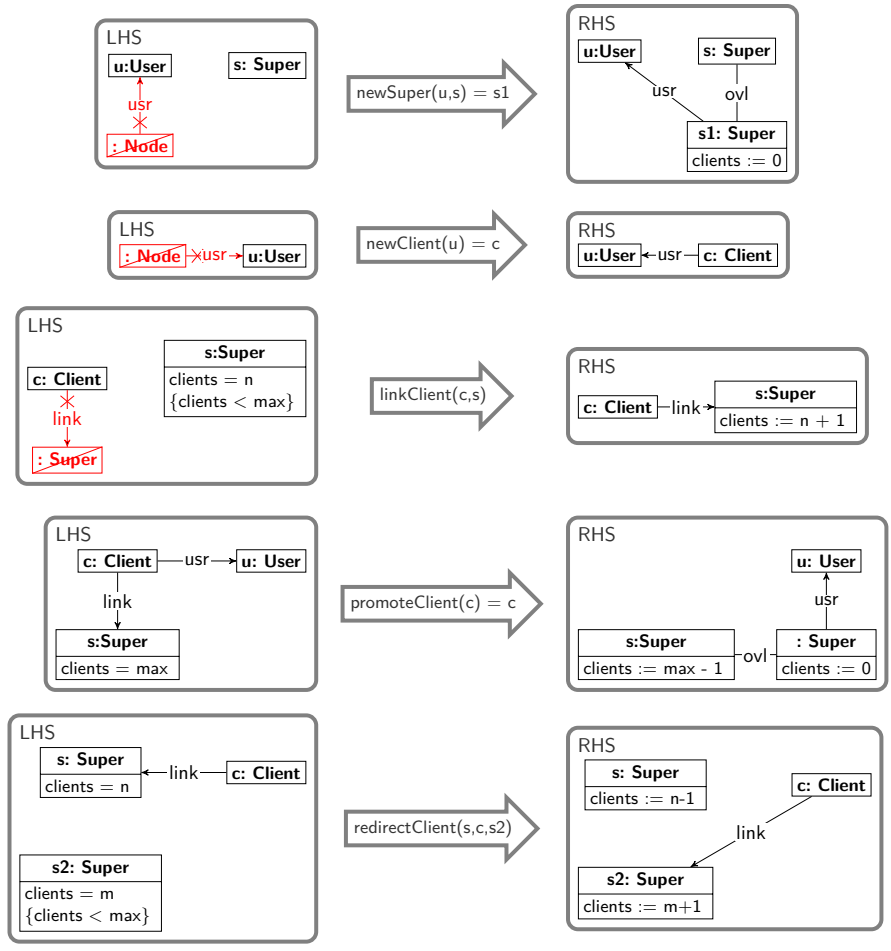 LHS
u:User
s: Super
usr
: Node
newSuper(u,s) = s1
RHS
u:User
s: Super
usr
ovl
s1: Super
clients := 0
LHS
: Node
usr
u:User
newClient(u) = c
RHS
u:User
usr
c: Client
LHS
s:Super
clients = n
{clients < max}
c: Client
link
: Super
linkClient(c,s)
RHS
c: Client
link
s:Super
clients := n + 1
LHS
c: Client
usr
u: User
link
s:Super
clients = max
promoteClient(c) = c
RHS
u: User
usr
s:Super
clients := max - 1
ovl
: Super
clients := 0
LHS
s: Super
clients = n
link
c: Client
s2: Super
clients = m
{clients < max}
redirectClient(s,c,s2)
RHS
s: Super
clients := n-1
c: Client
link
s2: Super
clients := m+1